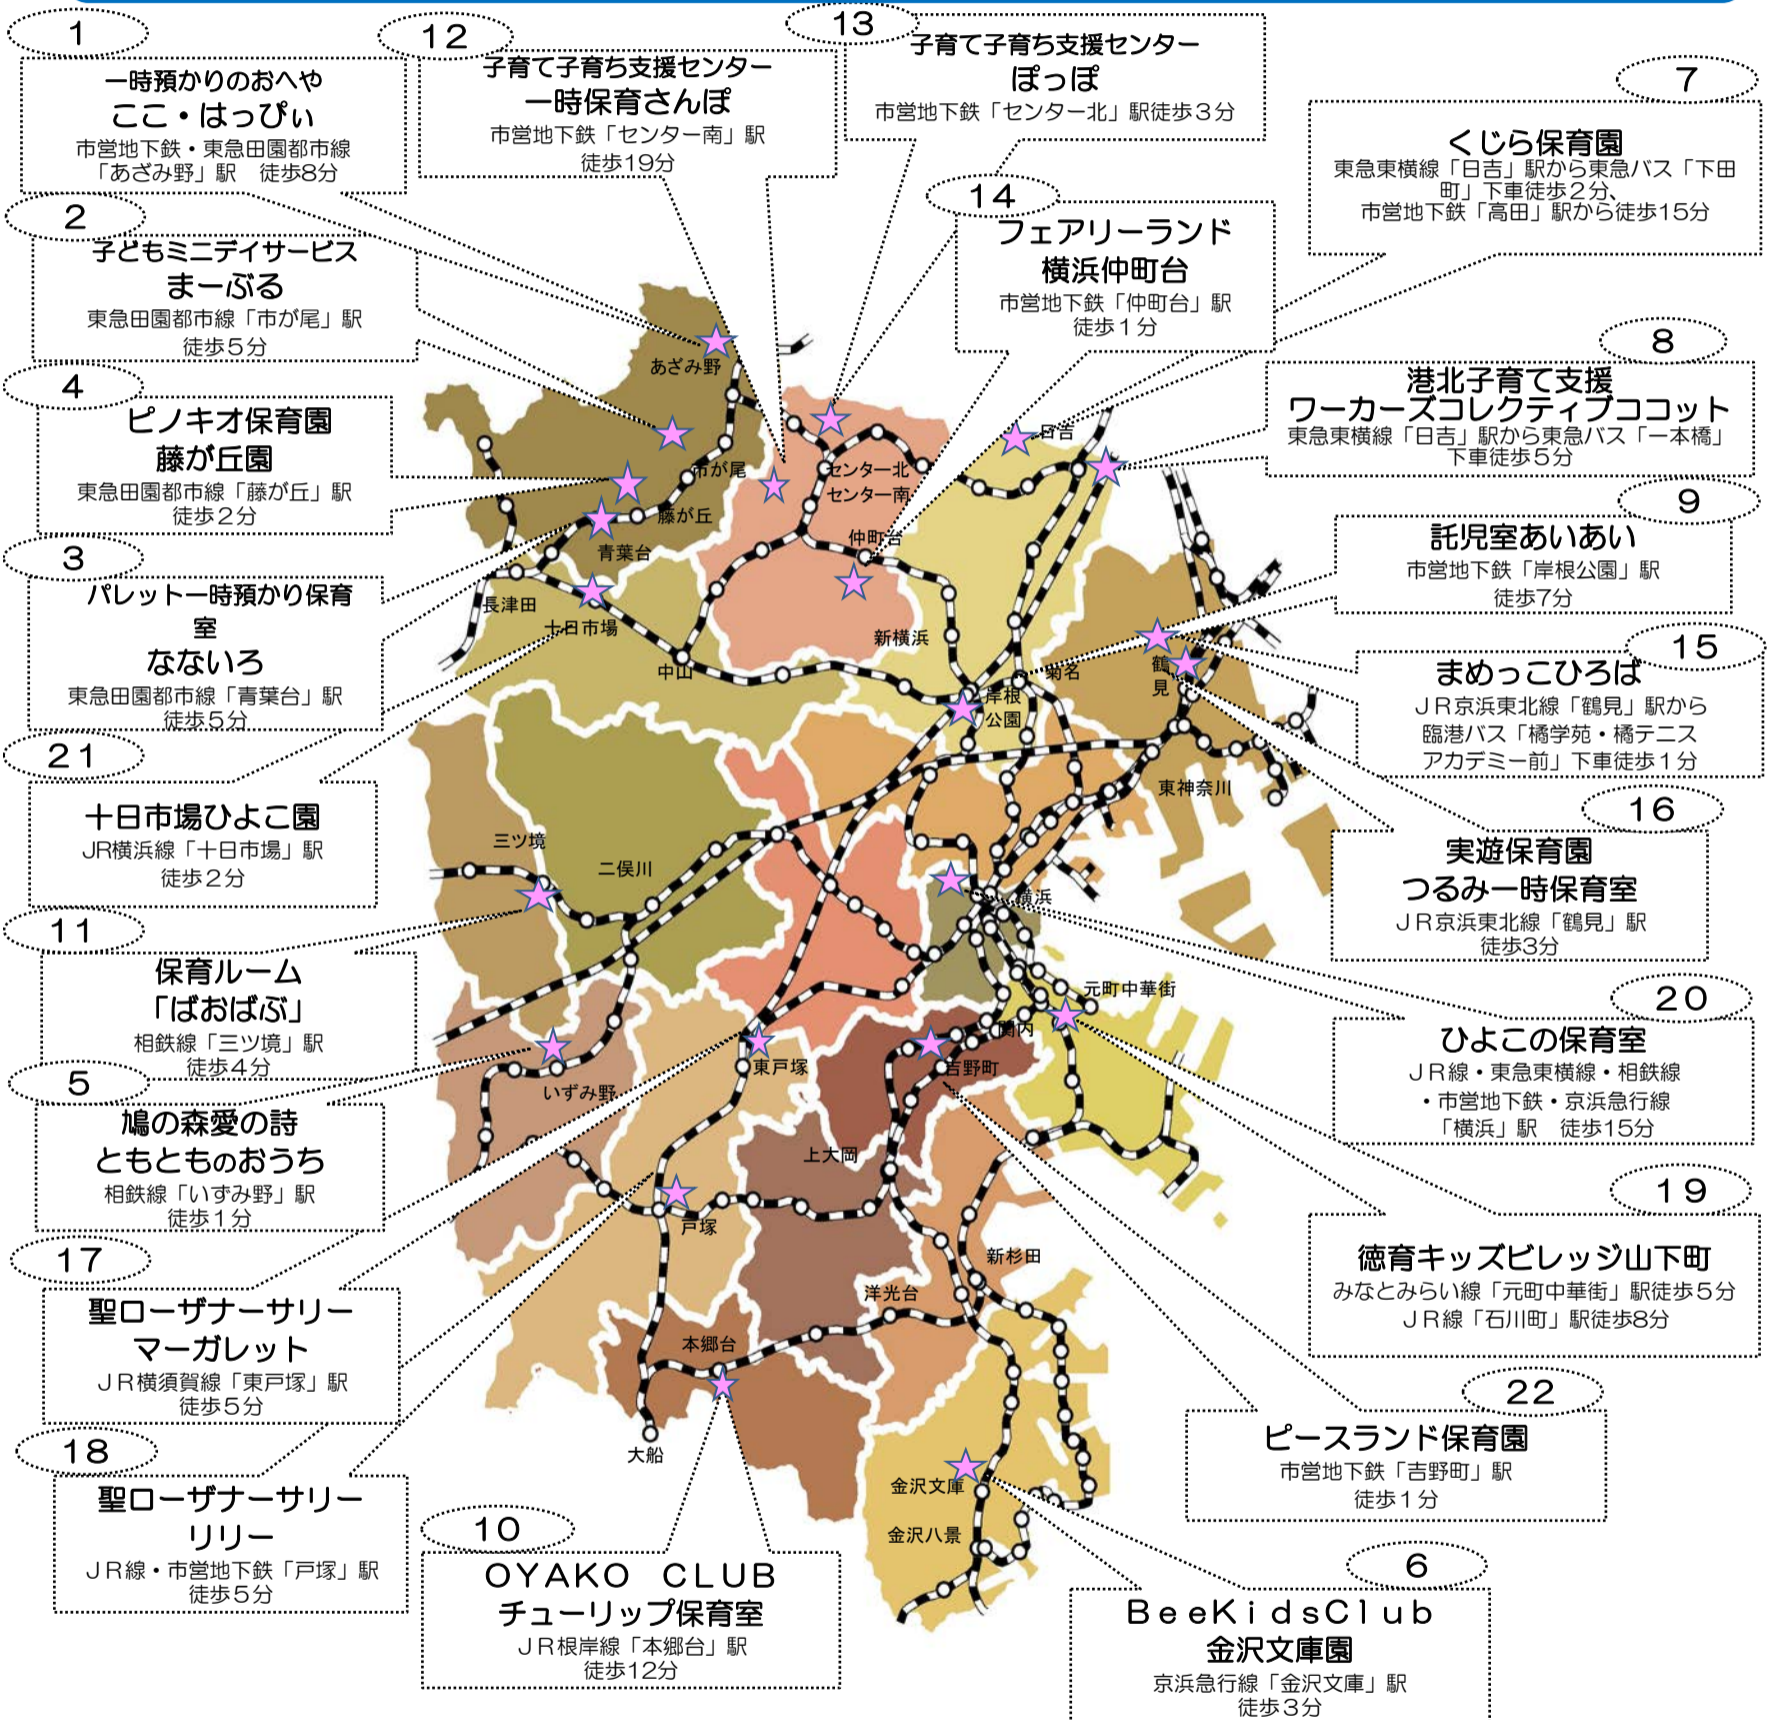 1
一時預かりのおへや
ここ・はっぴぃ
市営地下鉄・東急田園都市線
「あざみ野」駅　徒歩8分
12
子育て子育ち支援センター
一時保育さんぽ
市営地下鉄「センター南」駅
徒歩19分
13
子育て子育ち支援センター
ぽっぽ
市営地下鉄「センター北」駅徒歩３分
7
くじら保育園
東急東横線「日吉」駅から東急バス「下田
町」下車徒歩２分、
市営地下鉄「高田」駅から徒歩15分
2
子どもミニデイサービス
まーぶる
東急田園都市線「市が尾」駅
徒歩５分
14
フェアリーランド
横浜仲町台
市営地下鉄「仲町台」駅
徒歩１分
8
港北子育て支援
ワーカーズコレクティブココット
東急東横線「日吉」駅から東急バス「一本橋」
下車徒歩５分
4
ピノキオ保育園
藤が丘園
東急田園都市線「藤が丘」駅
徒歩２分
9
託児室あいあい
市営地下鉄「岸根公園」駅
徒歩7分
3
パレット一時預かり保育
室
なないろ
東急田園都市線「青葉台」駅
徒歩５分
15
まめっこひろば
ＪＲ京浜東北線「鶴見」駅から
臨港バス「橘学苑・橘テニス
アカデミー前」下車徒歩１分
21
十日市場ひよこ園
JR横浜線「十日市場」駅
徒歩２分
16
実遊保育園
つるみ一時保育室
ＪＲ京浜東北線「鶴見」駅
徒歩3分
11
保育ルーム
「ばおばぶ」
相鉄線「三ツ境」駅
徒歩４分
20
ひよこの保育室
ＪＲ線・東急東横線・相鉄線
・市営地下鉄・京浜急行線
「横浜」駅　徒歩15分
5
鳩の森愛の詩
ともとものおうち
相鉄線「いずみ野」駅
徒歩１分
19
徳育キッズビレッジ山下町
みなとみらい線「元町中華街」駅徒歩５分
ＪＲ線「石川町」駅徒歩8分
17
聖ローザナーサリー
マーガレット
ＪＲ横須賀線「東戸塚」駅
徒歩５分
22
ピースランド保育園
市営地下鉄「吉野町」駅
徒歩１分
18
聖ローザナーサリー
リリー
ＪＲ線・市営地下鉄「戸塚」駅
徒歩５分
10
OYAKO　CLUB
チューリップ保育室
ＪＲ根岸線「本郷台」駅
徒歩12分
6
ＢｅｅＫｉｄｓＣｌｕｂ
金沢文庫園
京浜急行線「金沢文庫」駅
徒歩３分
あざみ野
日吉
市が尾
センター北
センター南
藤が丘
仲町台
青葉台
長津田
十日市場
新横浜
中山
菊名
鶴
見
岸根
公園
東神奈川
三ツ境
二俣川
横浜
元町中華街
関内
東戸塚
吉野町
いずみ野
上大岡
戸塚
新杉田
洋光台
本郷台
大船
金沢文庫
金沢八景